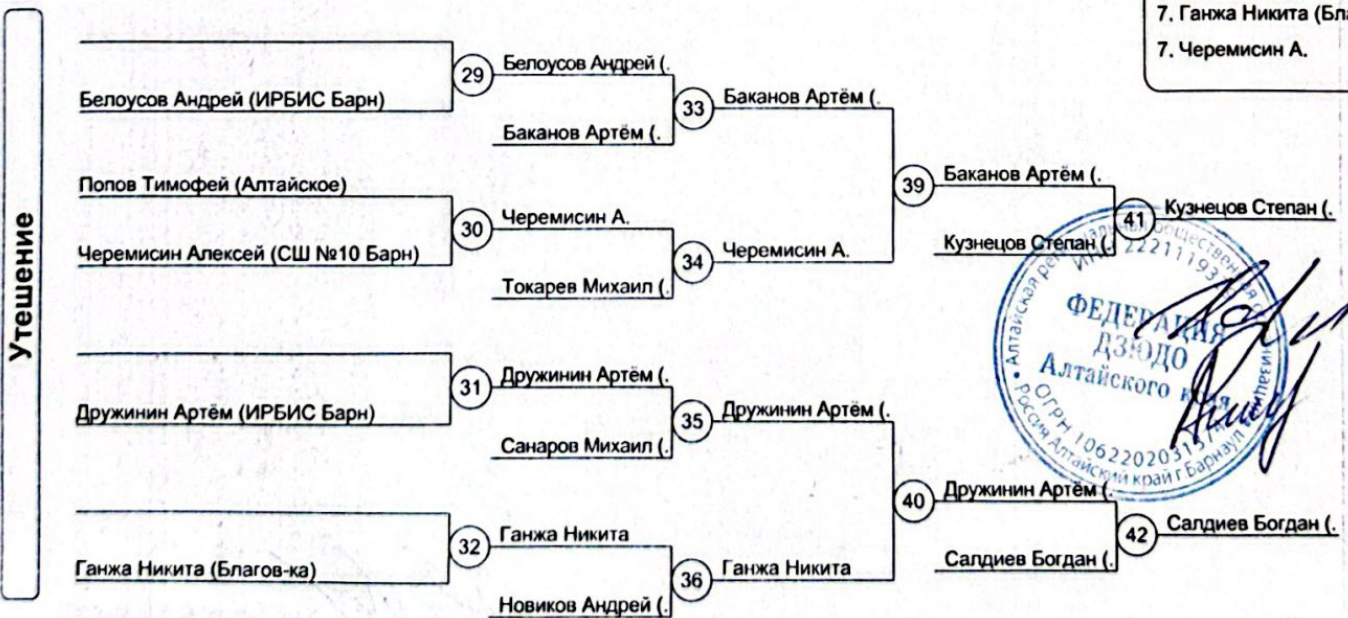 7. Ганжа Никита (Бла
7. Черемисин А.
Утешение
Белоусов Андрей (ИРБИС Барн)
29
Белоусов Андрей (.
Баканов Артём (.
33
Баканов Артём (.
Попов Тимофей (Алтайское)
Черемисин Алексей (СШ №10 Барн)
30
Черемисин А.
Токарев Михаил (.
34
Черемисин А.
39
Баканов Артём (.
Кузнецов Степан (.
41
Кузнецов Степан (.
Дружинин Артём (ИРБИС Барн)
31
Дружинин Артём (.
Санаров Михаил (.
35
Дружинин Артём (.
Ганжа Никита (Благов-ка)
32
Ганжа Никита
Новиков Андрей (.
36
Ганжа Никита
40
Дружинин Артём (.
Салдиев Богдан (.
42
Салдиев Богдан (.
ФЕДЕРАЦИЯ
ДЗЮДО
Алтайского края
Россия Алтайский край г.Барнаул